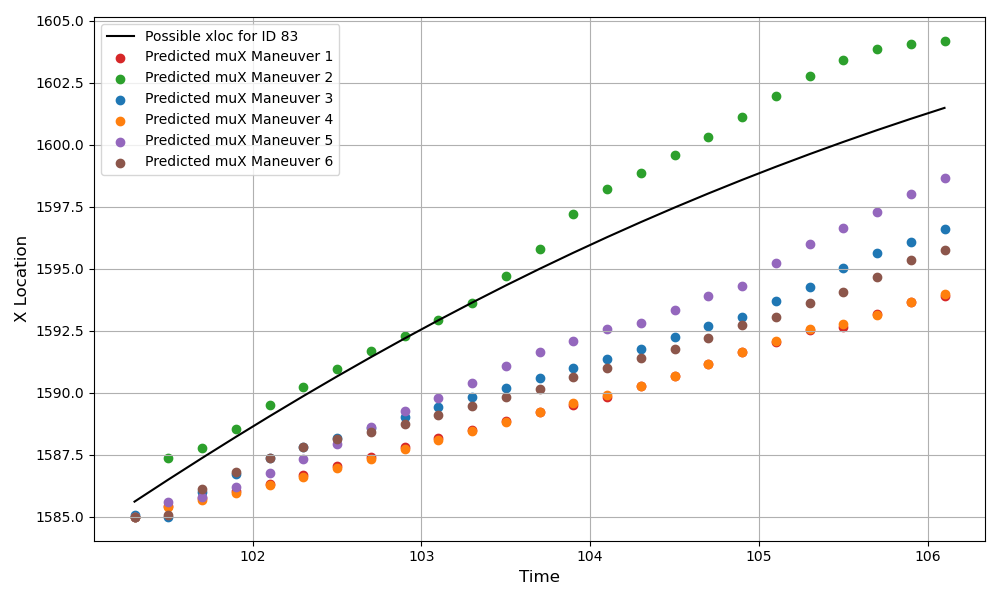 1605.0
1602.5
1600.0
1597.5
1595.0
1592.5
1590.0
1587.5
1585.0
X Location
Possible xloc for ID 83
Predicted muX Maneuver 1
Predicted muX Maneuver 2
Predicted muX Maneuver 3
Predicted muX Maneuver 4
Predicted muX Maneuver 5
Predicted muX Maneuver 6
102 103 104 105 106
Time